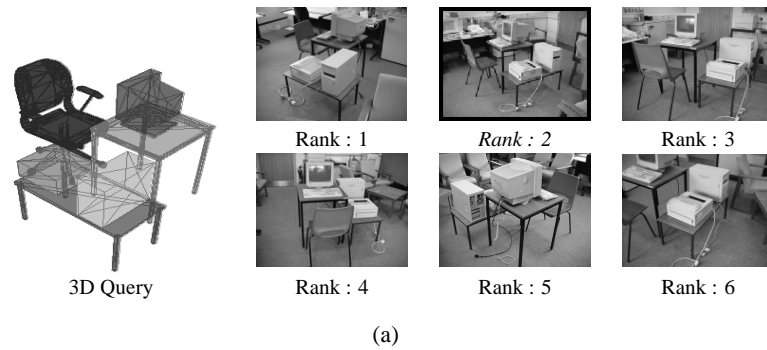 Rank : 1
Rank : 2
Rank : 3
3D Query
Rank : 4
Rank : 5
Rank : 6
(a)